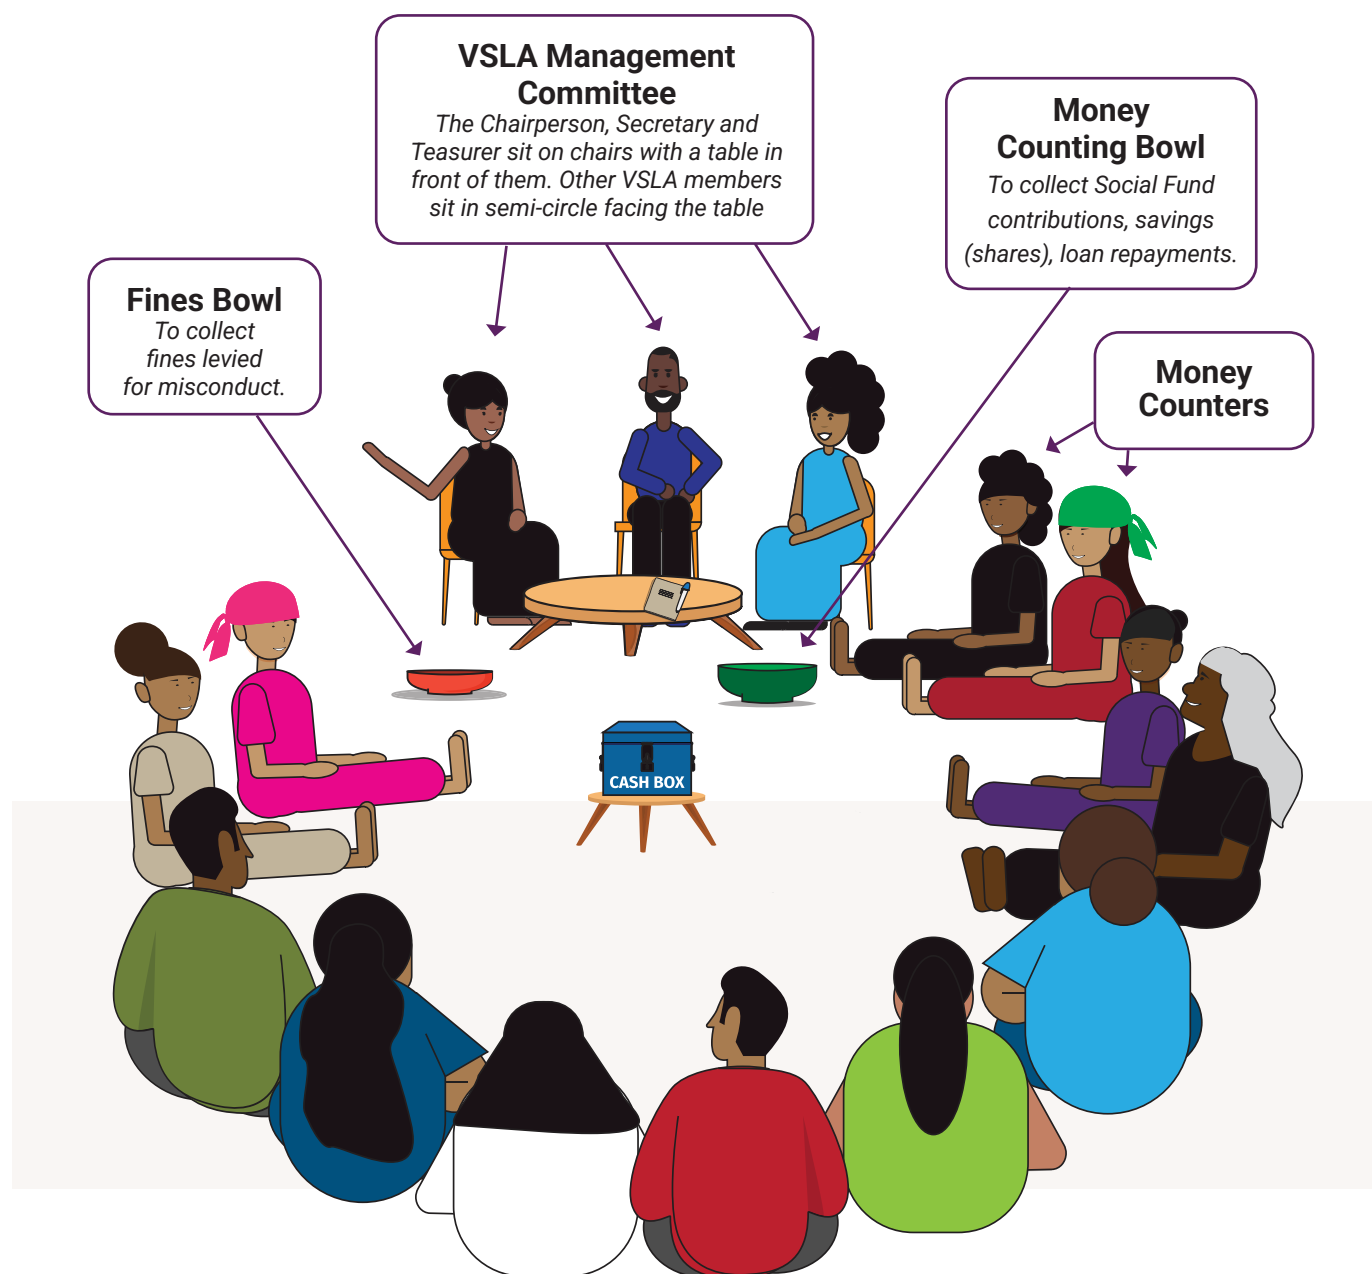 VSLA Management
Committee
The Chairperson, Secretary and
Teasurer sit on chairs with a table in
front of them. Other VSLA members
sit in semi-circle facing the table
Money
Counting Bowl
To collect Social Fund
contributions, savings
(shares), loan repayments.
Fines Bowl
To collect
fines levied
for misconduct.
Money
Counters
CASH BOX